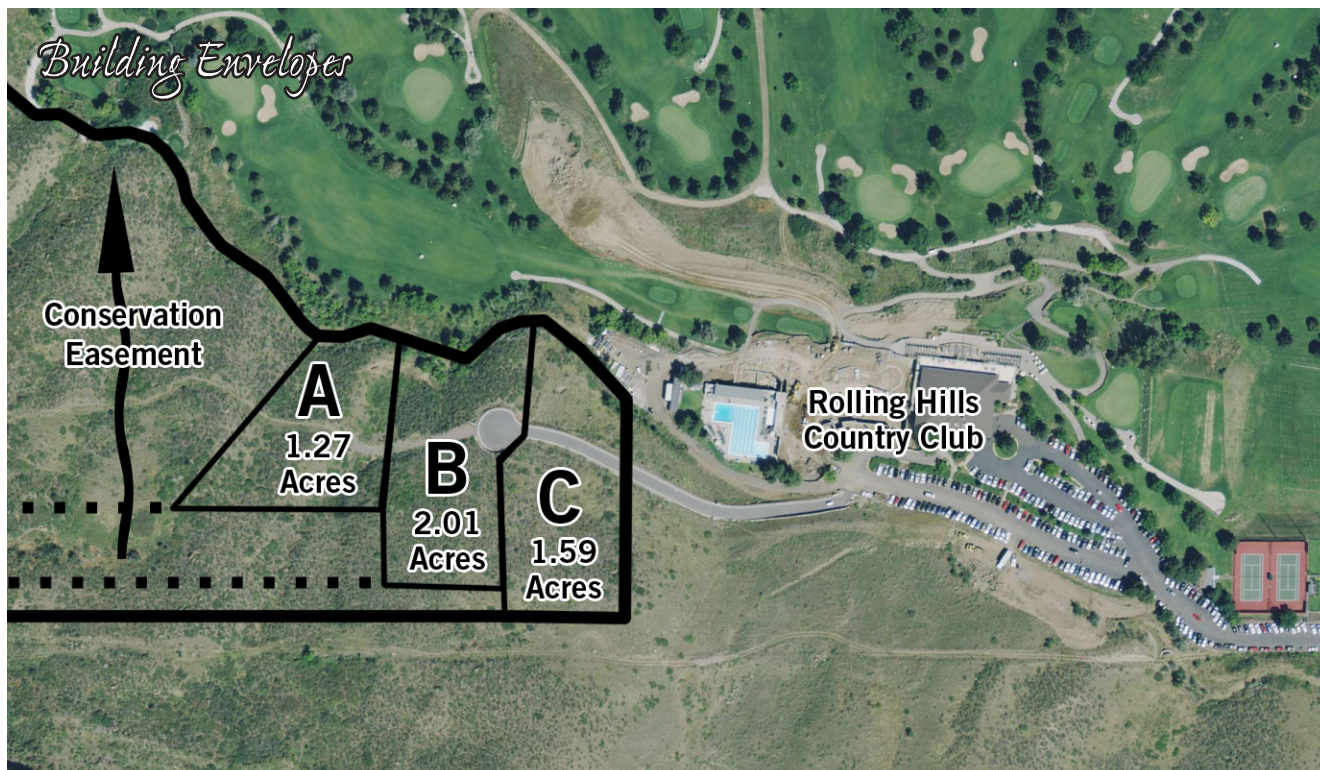 Building Envelopes
Conservation
Easement
A
1.27
Acres
B
2.01
Acres
C
1.59
Acres
Rolling Hills
Country Club